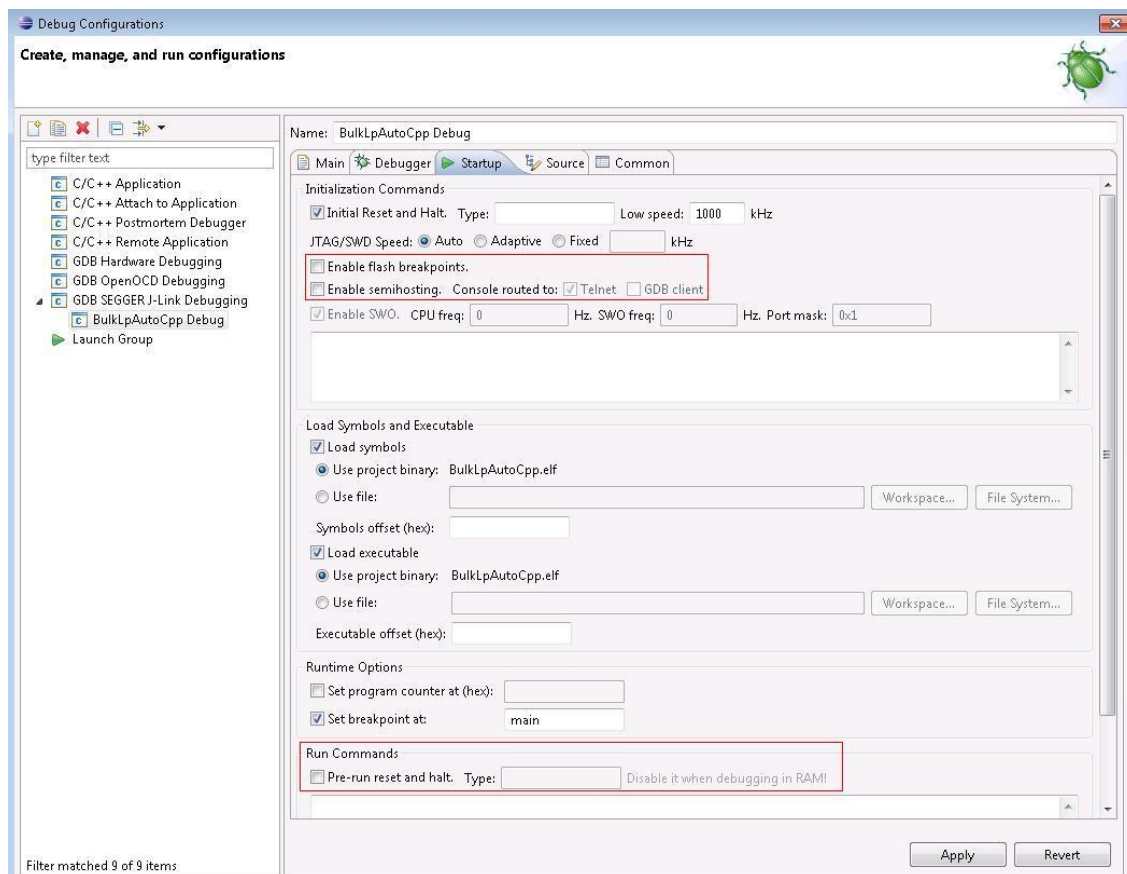 Debug Configurations
Create, manage, and run configurations
type filter text
C/C++ Application
C/C++ Attach to Application
C/C++ Postmortem Debugger
C/C++ Remote Application
GDB Hardware Debugging
GDB OpenOCD Debugging
GDB SEGGER J-Link Debugging
BulkLpAutoCpp Debug
Launch Group
Filter matched 9 of 9 items
Name: BulkLpAutoCpp Debug
Main Debugger Startup Source Common
Initialization Commands
Initial Reset and Halt. Type: Low speed: 1000 kHz
JTAG/SWD Speed: Auto Adaptive Fixed kHz
Enable flash breakpoints.
Enable semihosting. Console routed to: Telnet GDB client
Enable SWO. CPU freq: 0 Hz. SWO freq: 0 Hz. Port mask: 0x1
Load Symbols and Executable
Load symbols
Use project binary: BulkLpAutoCpp.elf
Use file: Workspace... File System...
Symbols offset (hex):
Load executable
Use project binary: BulkLpAutoCpp.elf
Use file: Workspace... File System...
Executable offset (hex):
Runtime Options
Set program counter at (hex):
Set breakpoint at: main
Run Commands
Pre-run reset and halt. Type: Disable it when debugging in RAM!
Apply Revert